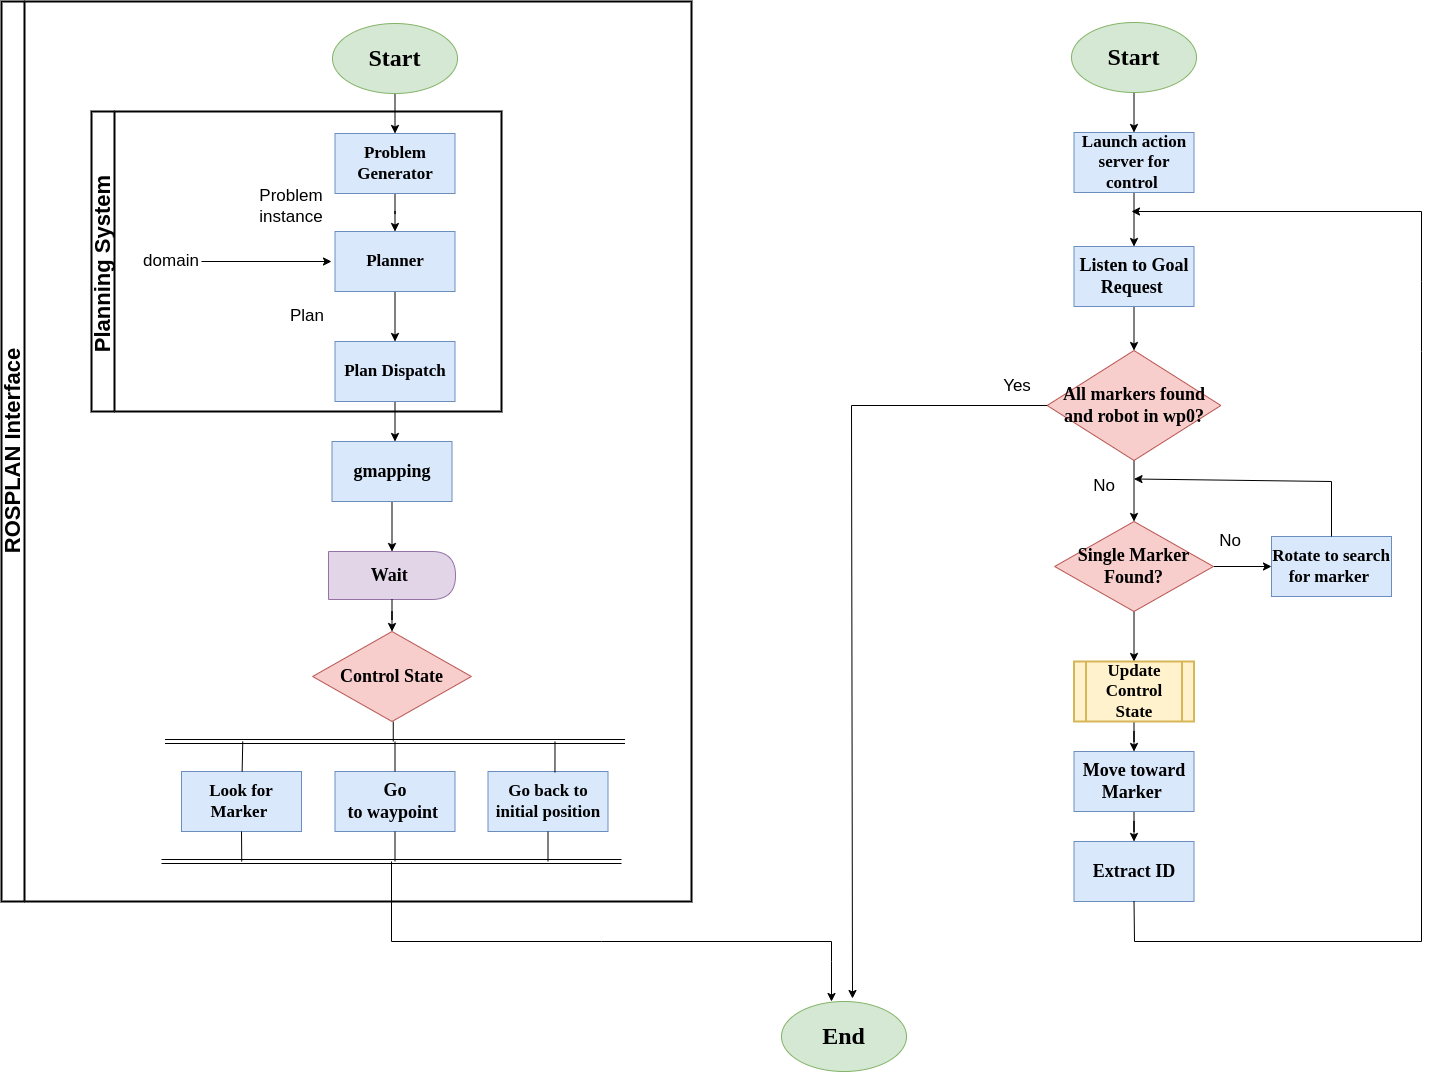 ROSPLAN Interface
Start
Planning System
Problem
Generator
Problem
instance
domain
Planner
Plan
Plan Dispatch
gmapping
Wait
Control State
Look for
Marker
Go
to waypoint
Go back to
initial position
Start
Launch action
server for
control
Listen to Goal
Request
Yes
All markers found
and robot in wp0?
No
Single Marker
Found?
No
Rotate to search
for marker
Update
Control
State
Move toward
Marker
Extract ID
End